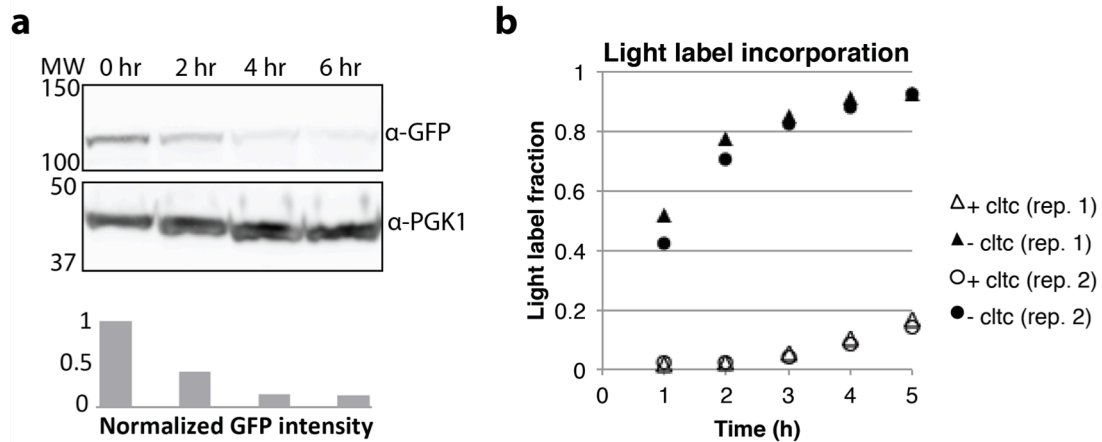 a
MW 0 hr 2 hr 4 hr 6 hr
150
100
α-GFP
50
37
α-PGK1
1
0.5
0
Normalized GFP intensity
b
Light label incorporation
Light label fraction
1
0.8
0.6
0.4
0.2
0
0 1 2 3 4 5
Time (h)
+ cltc (rep. 1)
- cltc (rep. 1)
+ cltc (rep. 2)
- cltc (rep. 2)